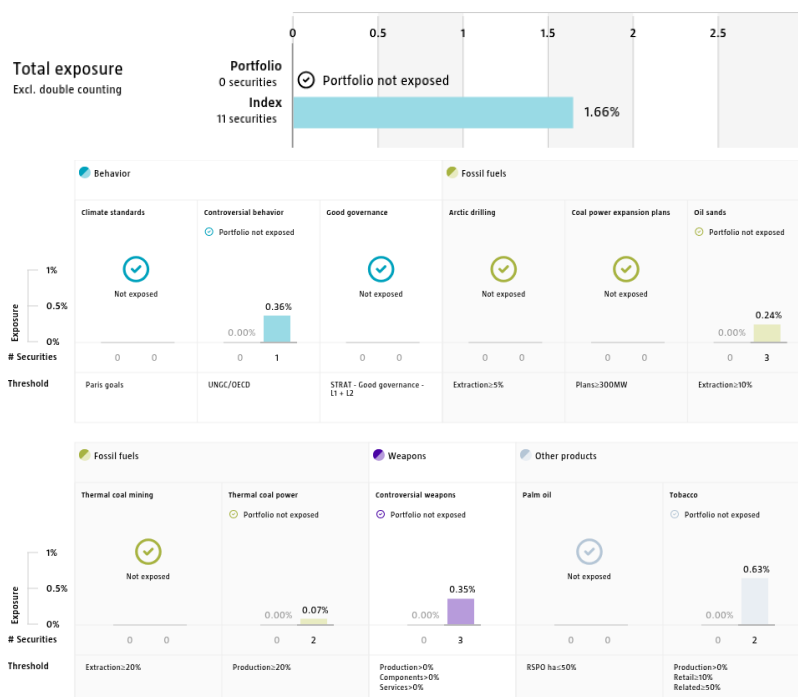 0 0.5 1 1.5 2 2.5
Total exposure
Excl. double counting
Portfolio
0 securities
Portfolio not exposed
Index
11 securities
1.66%
Behavior
Fossil fuels
Climate standards
Controversial behavior
Good governance
Arctic drilling
Coal power expansion plans
Oil sands
Portfolio not exposed
Portfolio not exposed
Exposure
1%
0.5%
0%
Not exposed
0.00% 0.36%
Not exposed
Not exposed
Not exposed
0.00% 0.24%
# Securities 0 0 0 1 0 0 0 0 0 0 0 3
Threshold
Paris goals
UNGC/OECD
STRAT - Good governance -
L1 + L2
Extraction≥5%
Plans≥300MW
Extraction≥10%
Fossil fuels
Weapons
Other products
Thermal coal mining
Thermal coal power
Controversial weapons
Palm oil
Tobacco
Portfolio not exposed
Portfolio not exposed
Portfolio not exposed
Exposure
1%
0.5%
0%
Not exposed
0.00% 0.07%
0.00% 0.35%
Not exposed
0.00% 0.63%
# Securities 0 0 0 2 0 3 0 0 0 2
Threshold
Extraction≥20%
Production≥20%
Production>0%
Components>0%
Services>0%
RSPO ha≤50%
Production>0%
Retail≥10%
Related≥50%